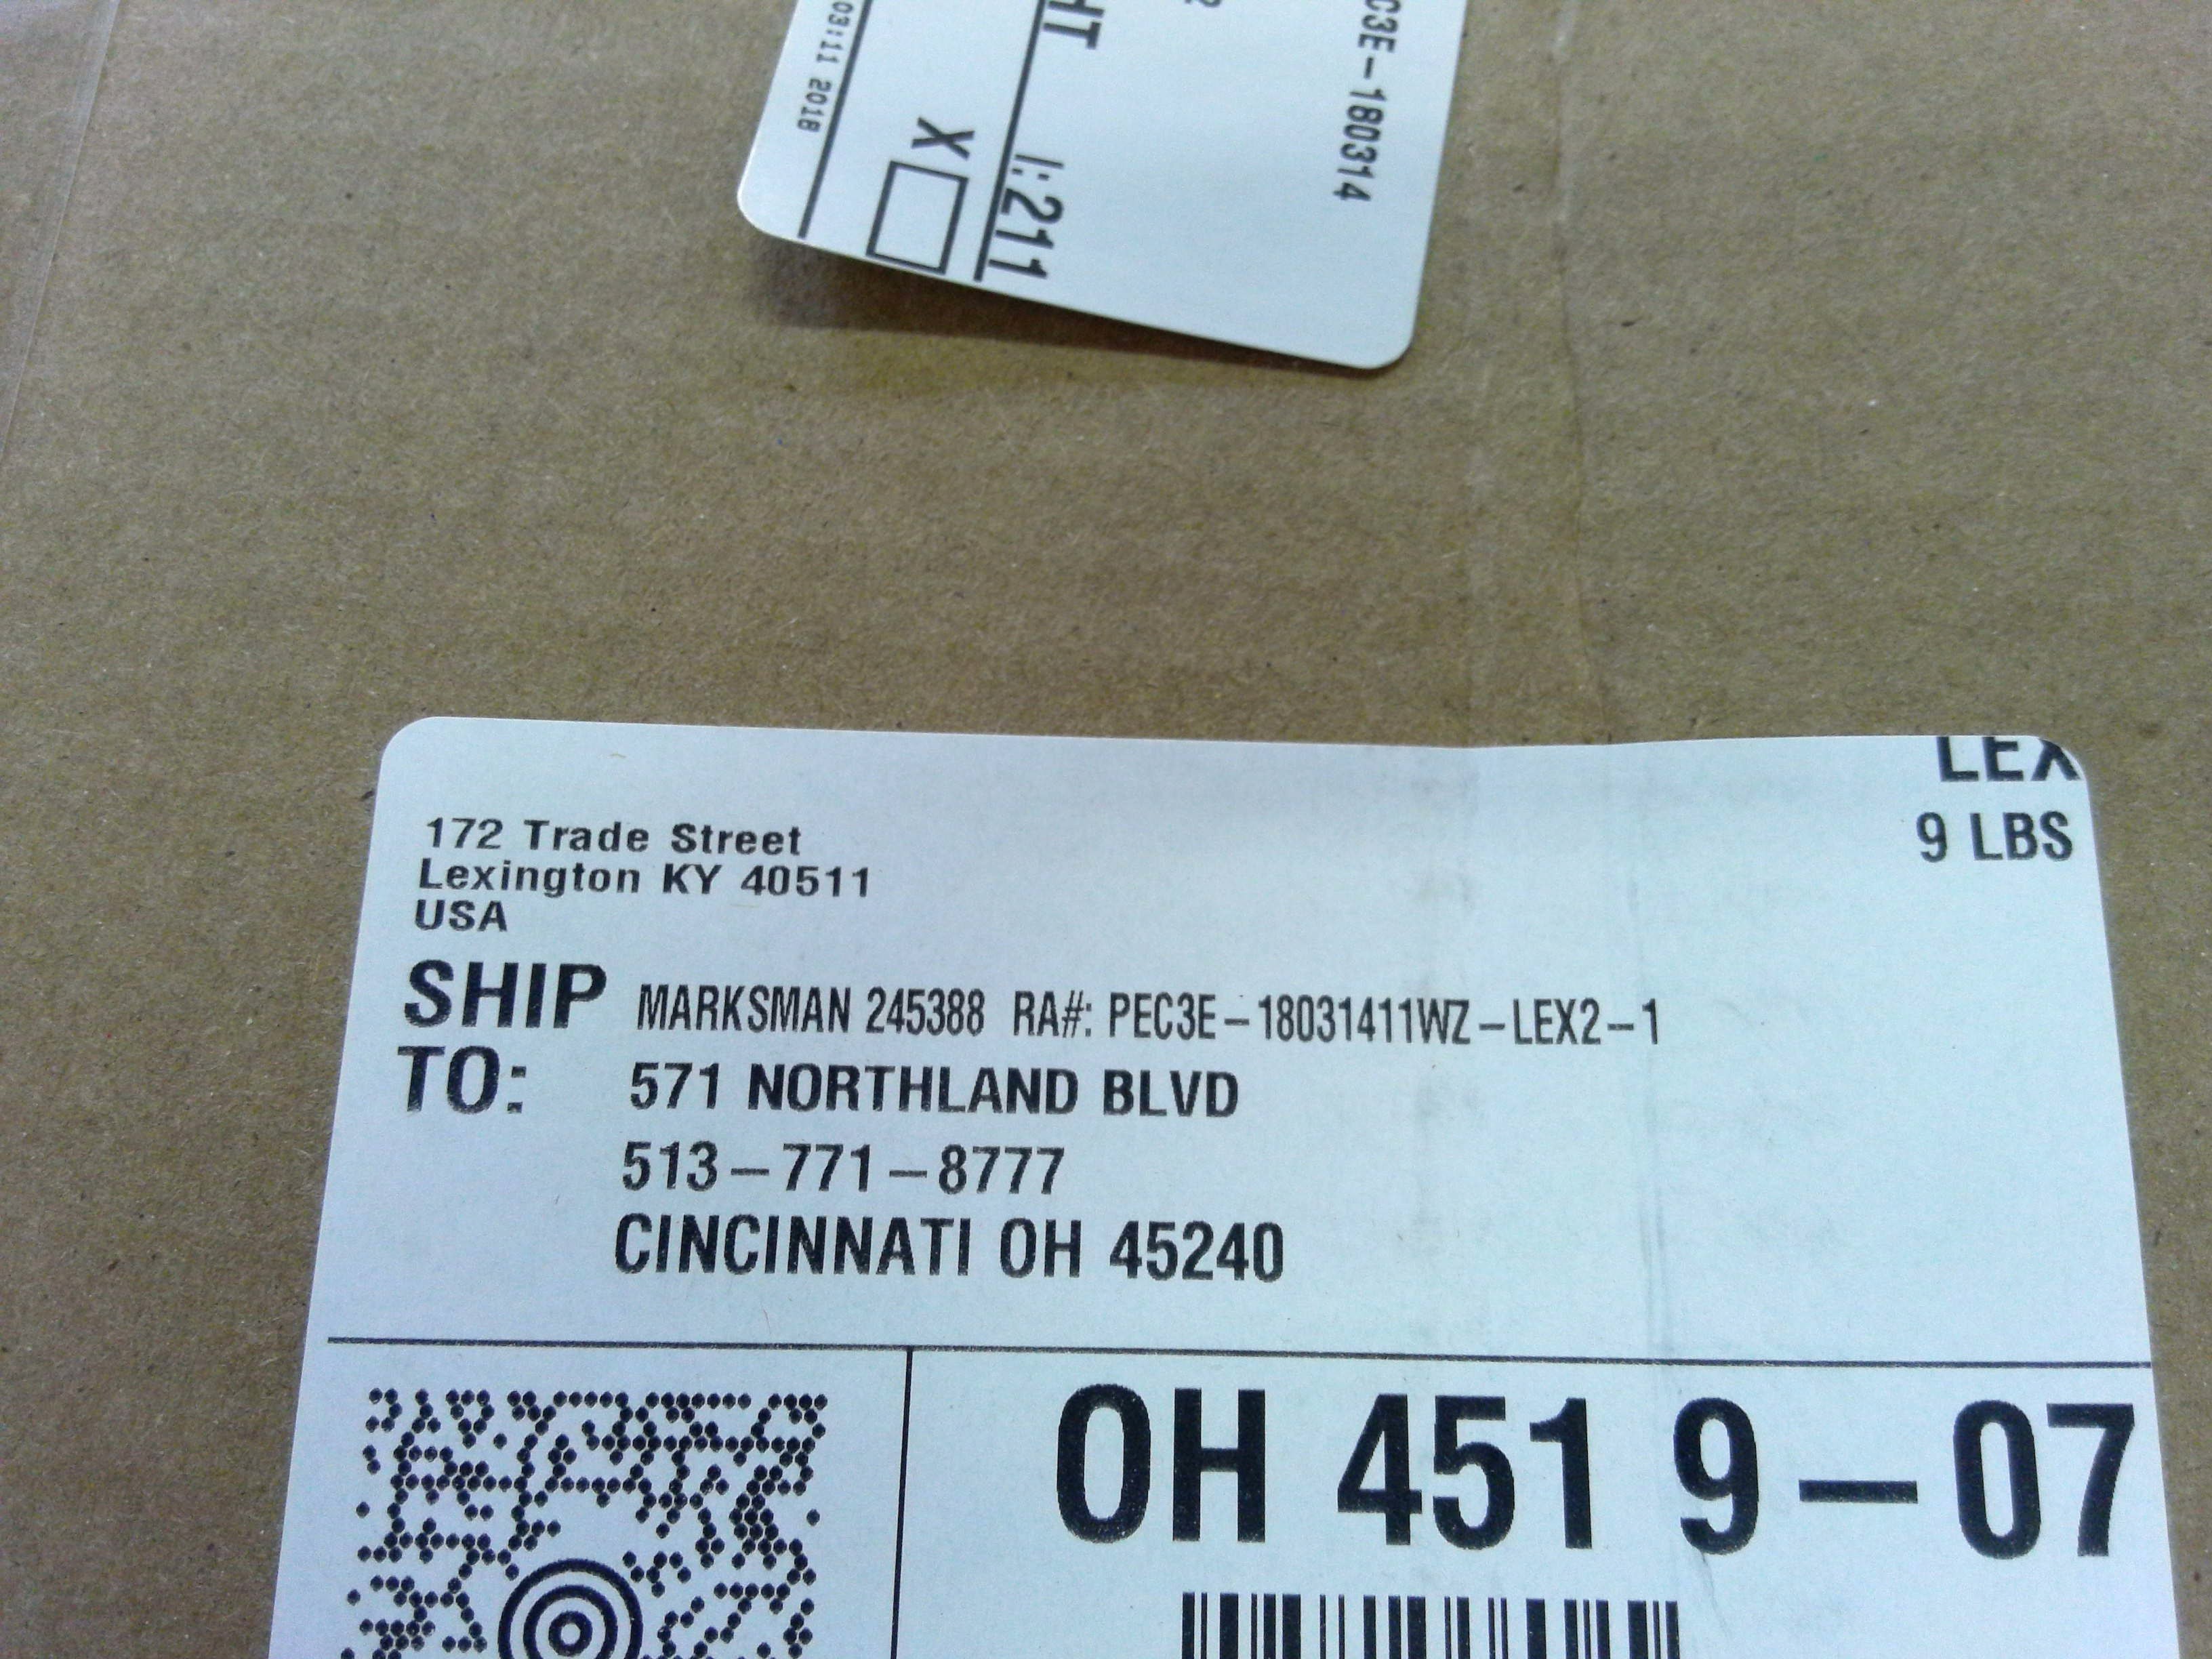 C3E-180314
2
HT I:211
X
03:11 2018
LEX
9 LBS
172 Trade Street
Lexington KY 40511
USA
SHIP TO: MARKSMAN 245388 RA#: PEC3E-18031411WZ-LEX2-1
571 NORTHLAND BLVD
513-771-8777
CINCINNATI OH 45240
OH 451 9-07